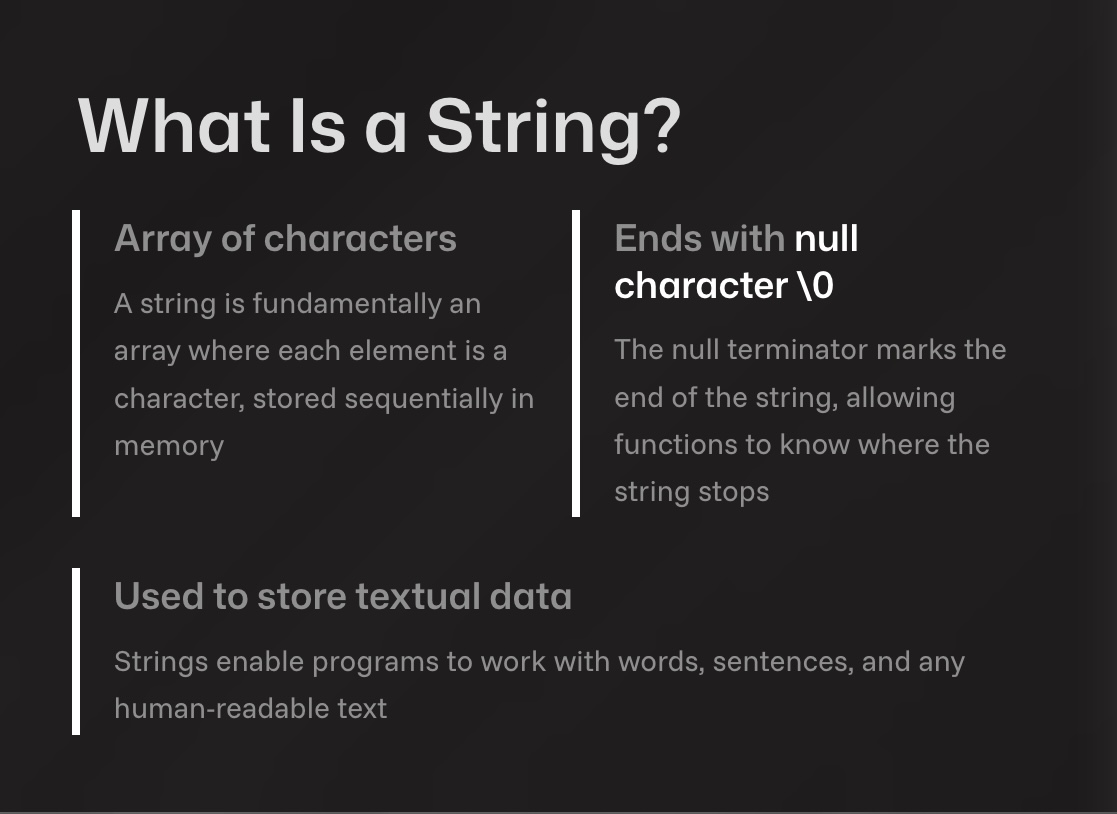 What Is a String?
Array of characters
A string is fundamentally an
array where each element is a
character, stored sequentially in
memory
Ends with null
character \0
The null terminator marks the
end of the string, allowing
functions to know where the
string stops
Used to store textual data
Strings enable programs to work with words, sentences, and any
human-readable text